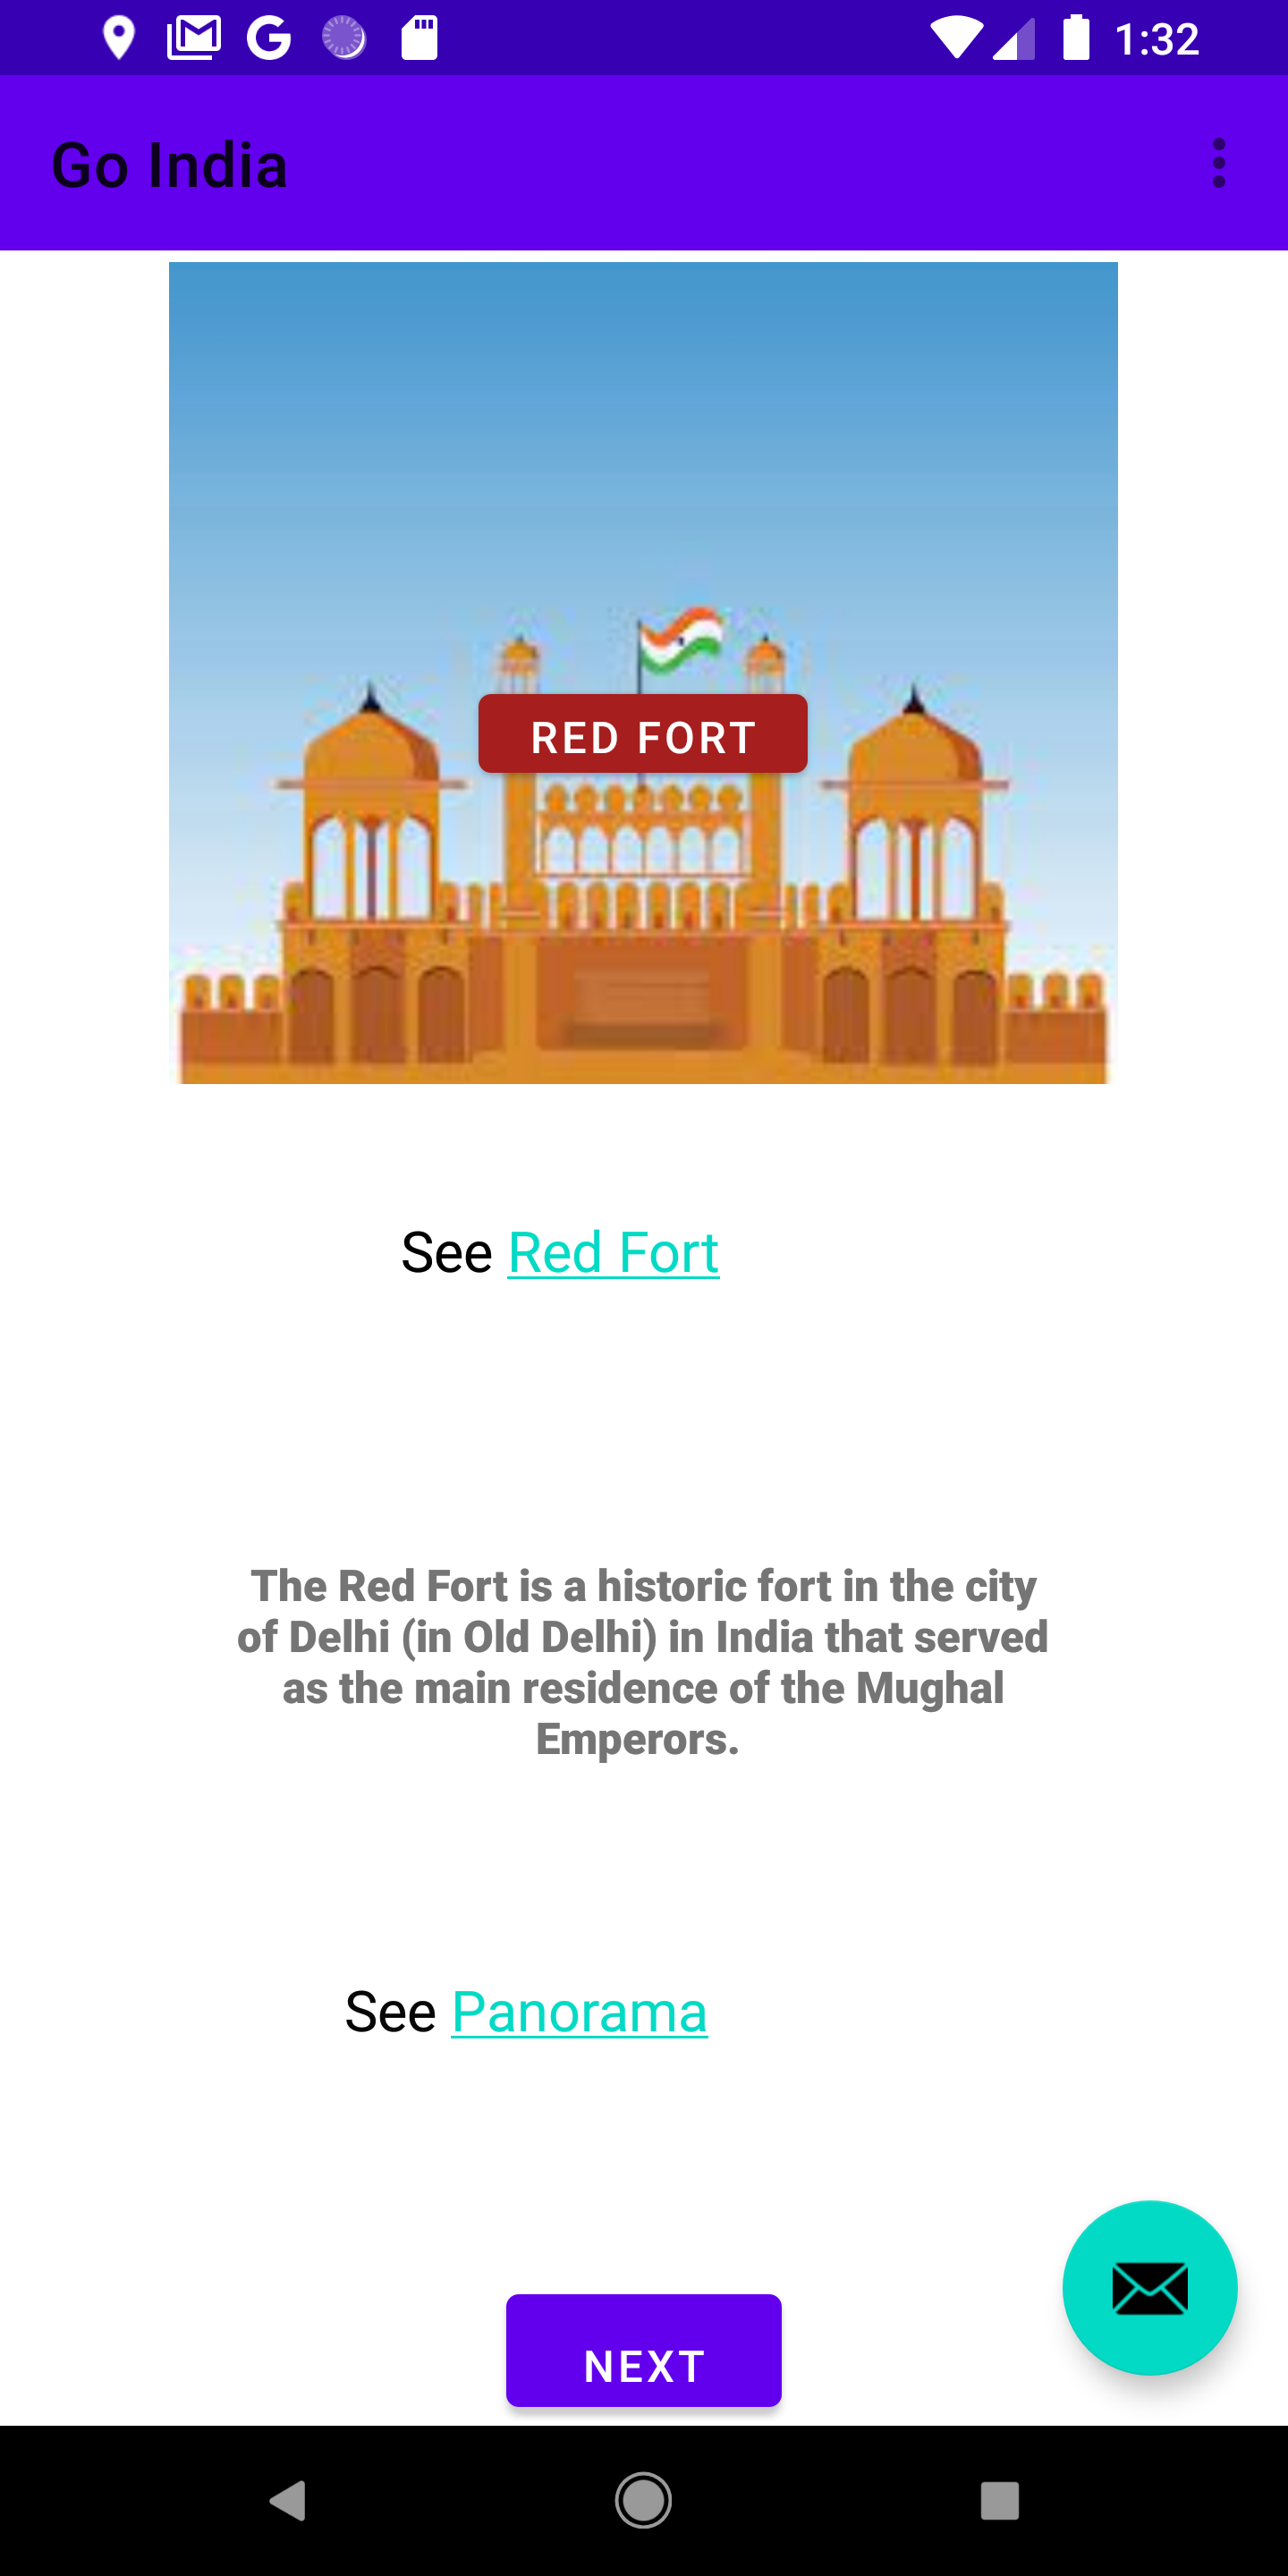 1:32
Go India
RED FORT
See Red Fort
The Red Fort is a historic fort in the city
of Delhi (in Old Delhi) in India that served
as the main residence of the Mughal
Emperors.
See Panorama
NEXT